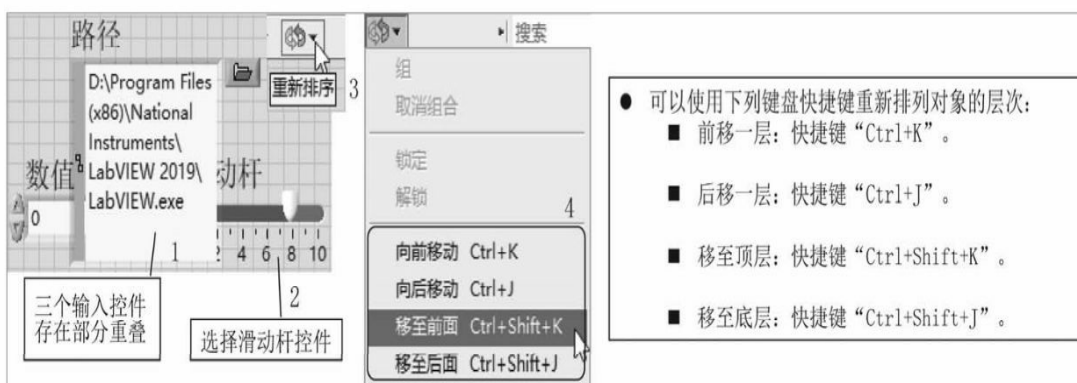 路径
D:\Program Files
(x86)\National
Instruments\
LabVIEW 2019\
LabVIEW.exe
数值
动杆
0
2 4 6 8 10
1
2
三个输入控件
存在部分重叠
选择滑动杆控件
重新排序
3
搜索
组
取消组合
锁定
解锁
4
向前移动 Ctrl+K
向后移动 Ctrl+J
移至前面 Ctrl+Shift+K
移至后面 Ctrl+Shift+J
● 可以使用下列键盘快捷键重新排列对象的层次:
■ 前移一层: 快捷键“Ctrl+K”。
■ 后移一层: 快捷键“Ctrl+J”。
■ 移至顶层: 快捷键“Ctrl+Shift+K”。
■ 移至底层: 快捷键“Ctrl+Shift+J”。